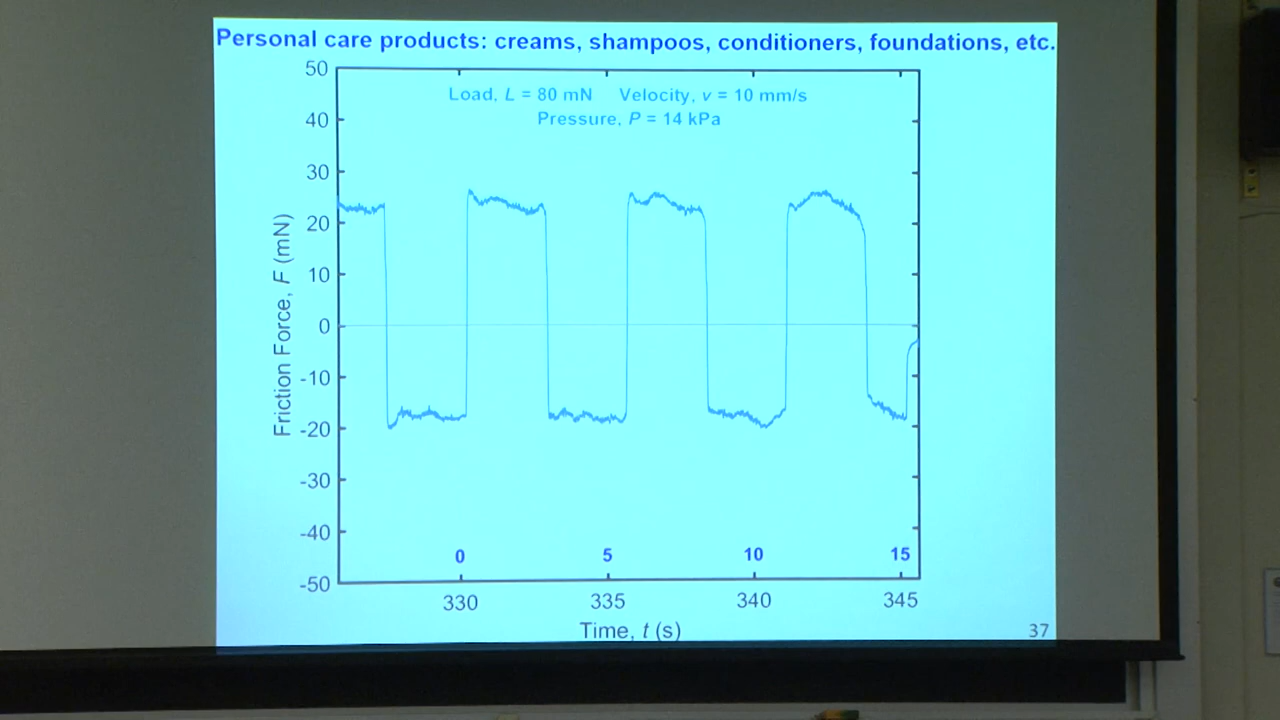 Personal care products: creams, shampoos, conditioners, foundations, etc.
Load, L = 80 mN Velocity, v = 10 mm/s
Pressure, P = 14 kPa
50
40
30
20
10
0
-10
-20
-30
-40
-50
Friction Force, F (mN)
0 5 10 15
330 335 340 345
Time, t (s)
37